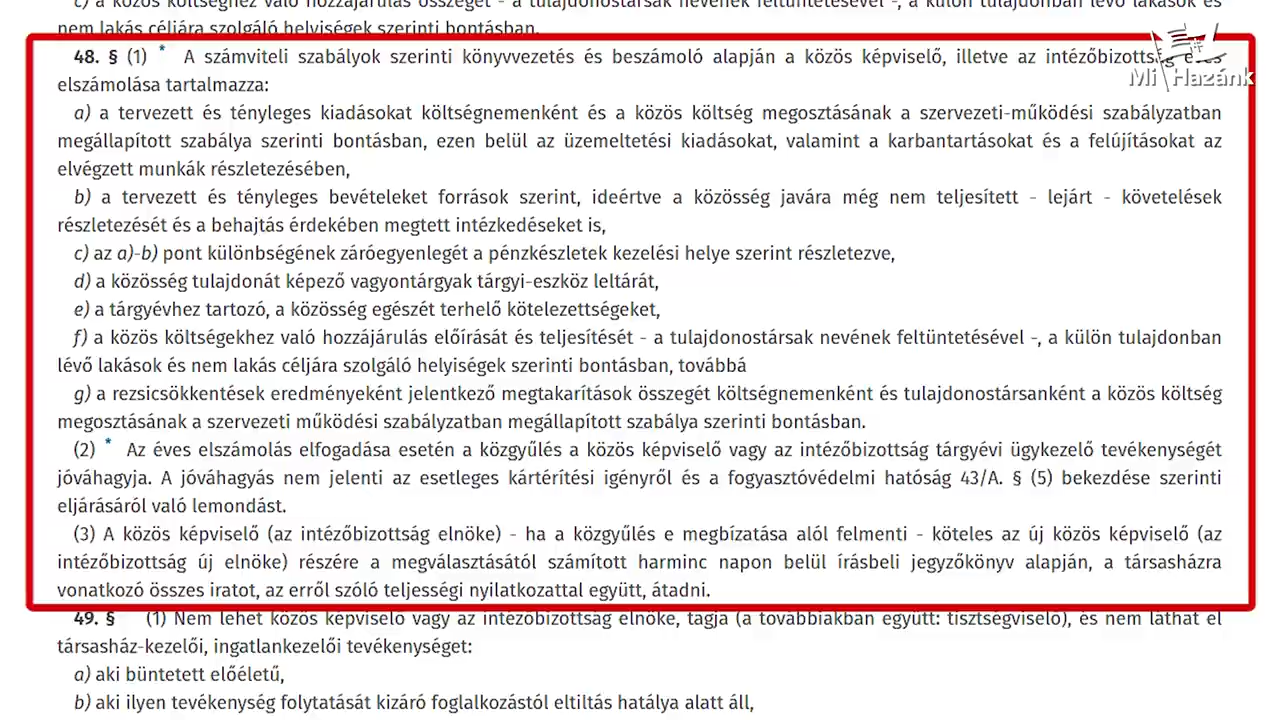 c) a közös költséghez való hozzájárulás összegét - a tulajdonostársak nevének feltüntetésével -, a külön tulajdonban lévő lakások és
nem lakás céljára szolgáló helyiségek szerinti bontásban.
48. § (1) * A számviteli szabályok szerinti könyvvezetés és beszámoló alapján a közös képviselő, illetve az intézőbizottság éves
elszámolása tartalmazza:
Mi Hazánk
a) a tervezett és tényleges kiadásokat költségnemenként és a közös költség megosztásának a szervezeti-működési szabályzatban
megállapított szabálya szerinti bontásban, ezen belül az üzemeltetési kiadásokat, valamint a karbantartásokat és a felújításokat az
elvégzett munkák részletezésében,
b) a tervezett és tényleges bevételeket források szerint, ideértve a közösség javára még nem teljesített - lejárt - követelések
részletezését és a behajtás érdekében megtett intézkedéseket is,
c) az a)-b) pont különbségének záróegyenlegét a pénzkészletek kezelési helye szerint részletezve,
d) a közösség tulajdonát képező vagyontárgyak tárgyi-eszköz leltárát,
e) a tárgyévhez tartozó, a közösség egészét terhelő kötelezettségeket,
f) a közös költségekhez való hozzájárulás előírását és teljesítését - a tulajdonostársak nevének feltüntetésével -, a külön tulajdonban
lévő lakások és nem lakás céljára szolgáló helyiségek szerinti bontásban, továbbá
g) a rezsicsökkentések eredményeként jelentkező megtakarítások összegét költségnemenként és tulajdonostársanként a közös költség
megosztásának a szervezeti működési szabályzatban megállapított szabálya szerinti bontásban.
(2) * Az éves elszámolás elfogadása esetén a közgyűlés a közös képviselő vagy az intézőbizottság tárgyévi ügykezelő tevékenységét
jóváhagyja. A jóváhagyás nem jelenti az esetleges kártérítési igényről és a fogyasztóvédelmi hatóság 43/A. § (5) bekezdése szerinti
eljárásáról való lemondást.
(3) A közös képviselő (az intézőbizottság elnöke) - ha a közgyűlés e megbízatása alól felmenti - köteles az új közös képviselő (az
intézőbizottság új elnöke) részére a megválasztásától számított harminc napon belül írásbeli jegyzőkönyv alapján, a társasházra
vonatkozó összes iratot, az erről szóló teljességi nyilatkozattal együtt, átadni.
49. § (1) Nem lehet közös képviselő vagy az intézőbizottság elnöke, tagja (a továbbiakban együtt: tisztségviselő), és nem láthat el
társasház-kezelői, ingatlankezelői tevékenységet:
a) aki büntetett előéletű,
b) aki ilyen tevékenység folytatását kizáró foglalkozástól eltiltás hatálya alatt áll,